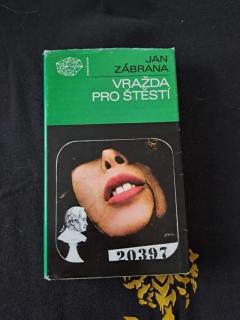 JAN
ZÁBRANA
VRAŽDA
PRO ŠTĚSTÍ
20397